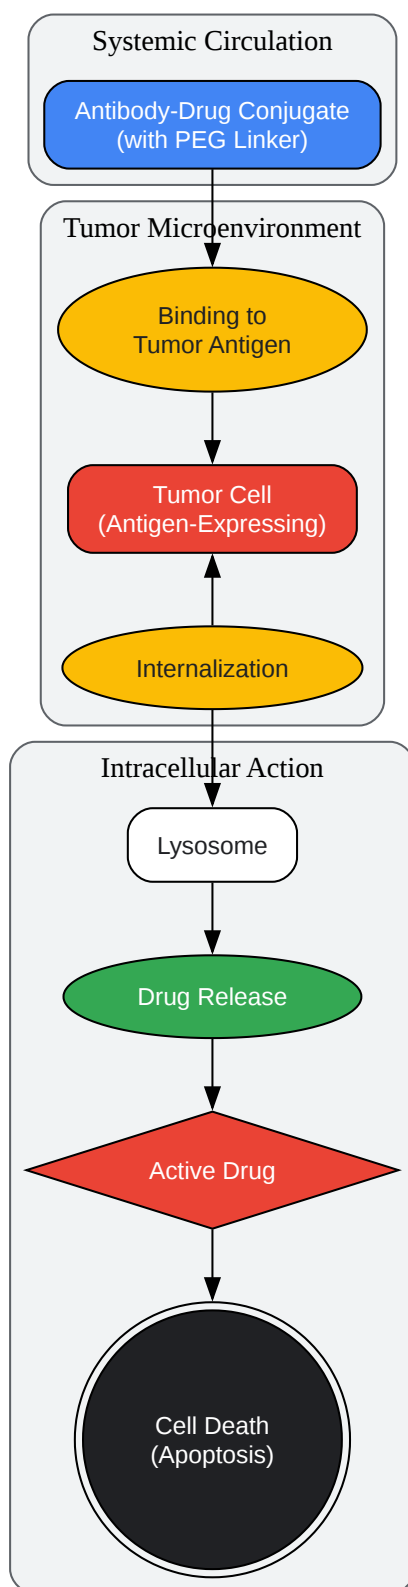 Systemic Circulation
Antibody-Drug Conjugate
(with PEG Linker)
Tumor Microenvironment
Binding to
Tumor Antigen
Tumor Cell
(Antigen-Expressing)
Internalization
Intracellular Action
Lysosome
Drug Release
Active Drug
Cell Death
(Apoptosis)